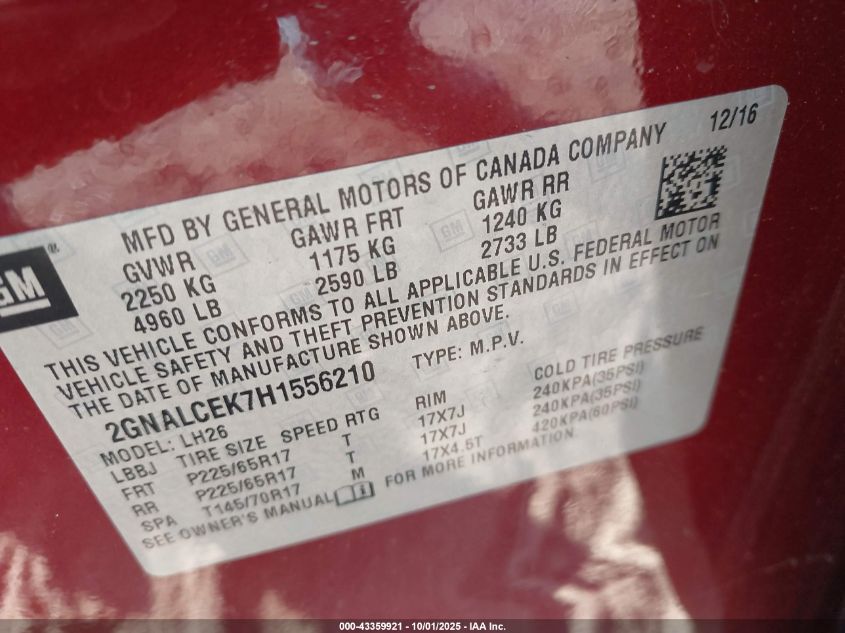 12/16
MFD BY GENERAL MOTORS OF CANADA COMPANY
GVWR GAWR FRT GAWR RR
2250 KG 1175 KG 1240 KG
4960 LB 2590 LB 2733 LB
GM®
THIS VEHICLE CONFORMS TO ALL APPLICABLE U.S. FEDERAL MOTOR
VEHICLE SAFETY AND THEFT PREVENTION STANDARDS IN EFFECT ON
THE DATE OF MANUFACTURE SHOWN ABOVE.
2GNALCEK7H1556210 TYPE: M.P.V.
MODEL: LH26
LBBJ TIRE SIZE SPEED RTG RIM COLD TIRE PRESSURE
FRT P225/65R17 T 17X7J 240KPA(35PSI)
RR P225/65R17 T 17X7J 240KPA(35PSI)
SPA T145/70R17 M 17X4.5T 420KPA(60PSI)
SEE OWNER'S MANUAL FOR MORE INFORMATION
000-43359921 - 10/01/2025 - IAA Inc.